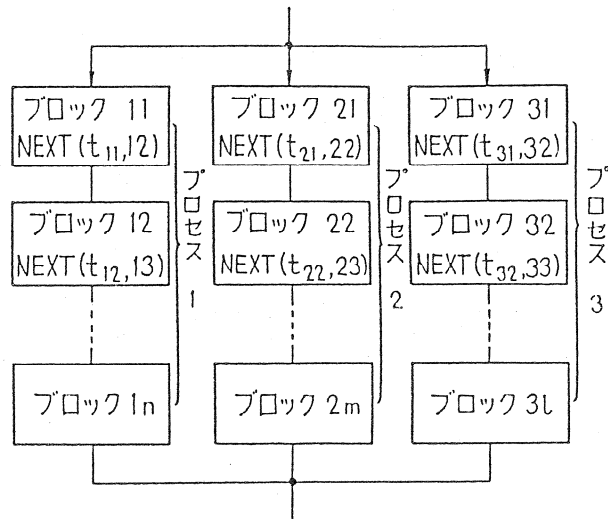 ブロック 11
NEXT(t₁₁,12)
ブロック 12
NEXT(t₁₂,13)
ブロック 1n
プロセス 1
ブロック 21
NEXT(t₂₁,22)
ブロック 22
NEXT(t₂₂,23)
ブロック 2m
プロセス 2
ブロック 31
NEXT(t₃₁,32)
ブロック 32
NEXT(t₃₂,33)
ブロック 3l
プロセス 3